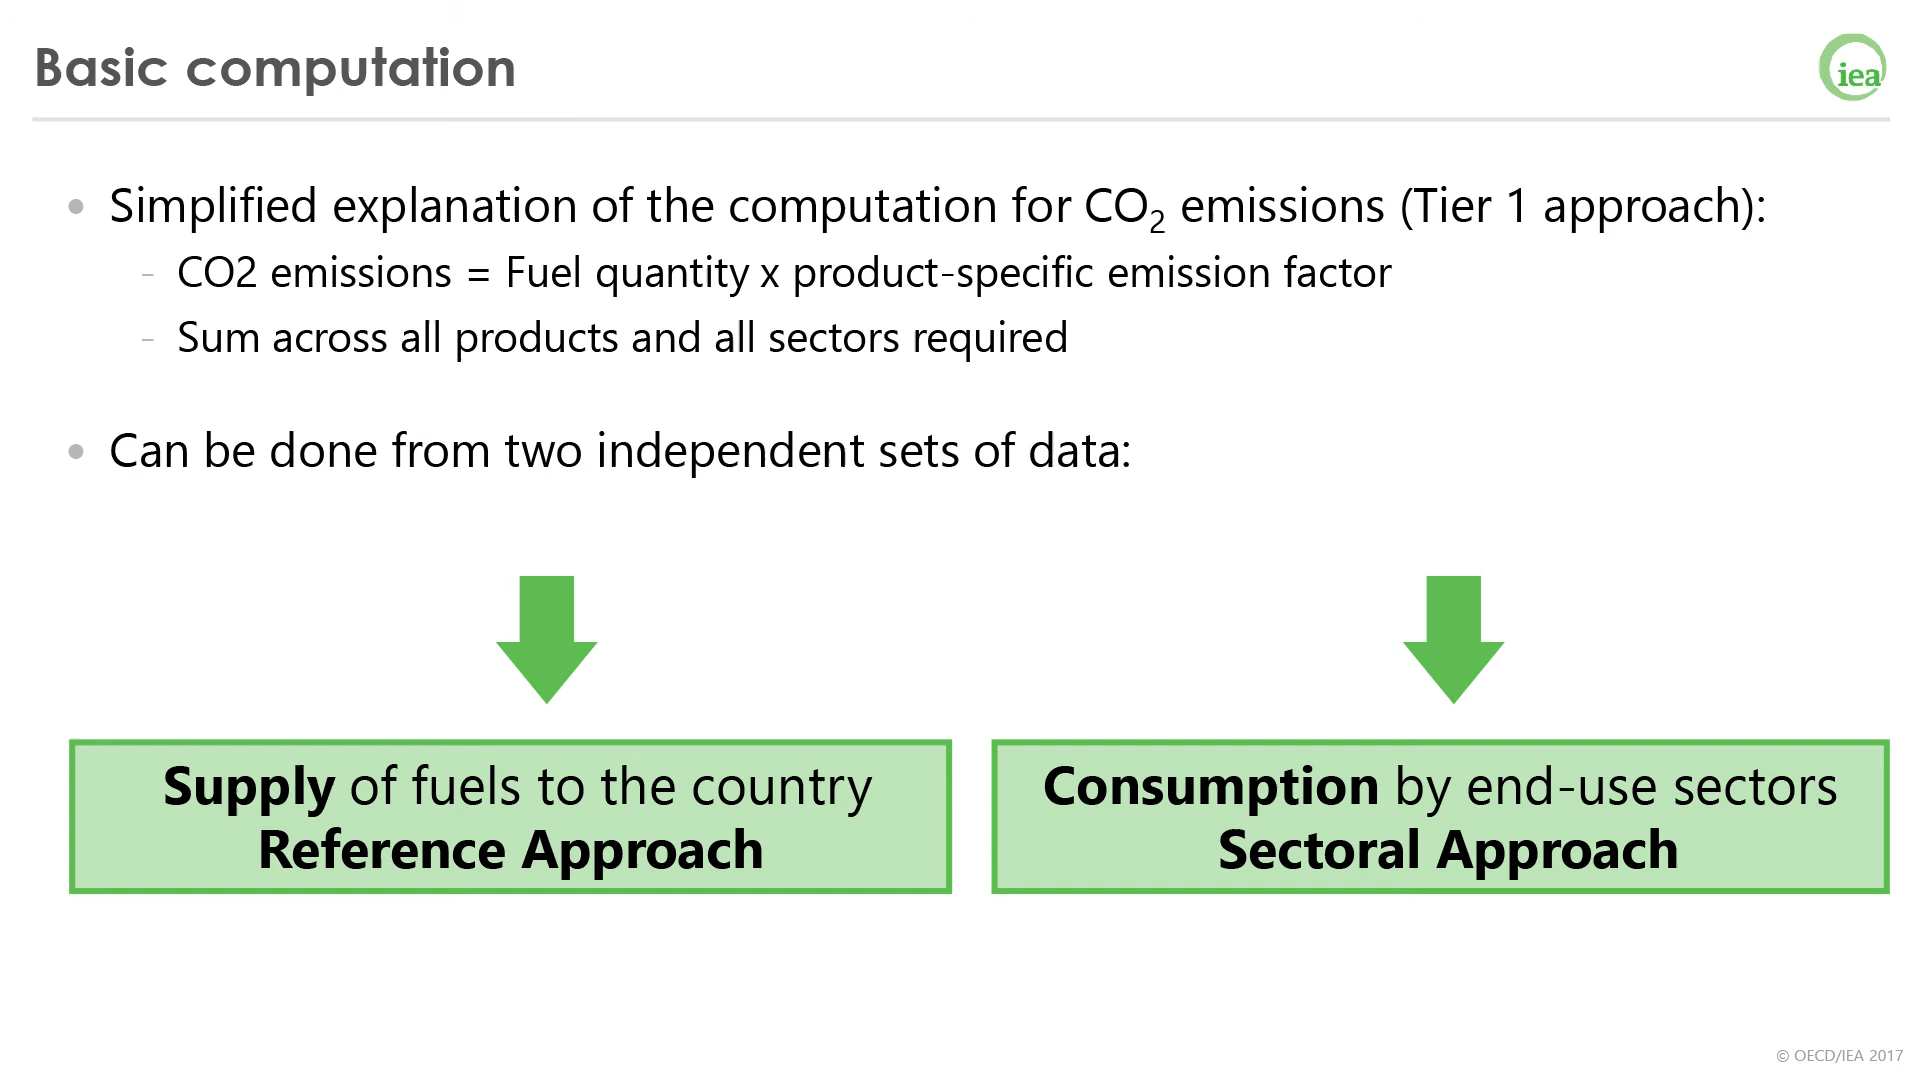 Basic computation
iea
• Simplified explanation of the computation for CO₂ emissions (Tier 1 approach):
- CO2 emissions = Fuel quantity x product-specific emission factor
- Sum across all products and all sectors required
• Can be done from two independent sets of data:
Supply of fuels to the country
Reference Approach
Consumption by end-use sectors
Sectoral Approach
© OECD/IEA 2017